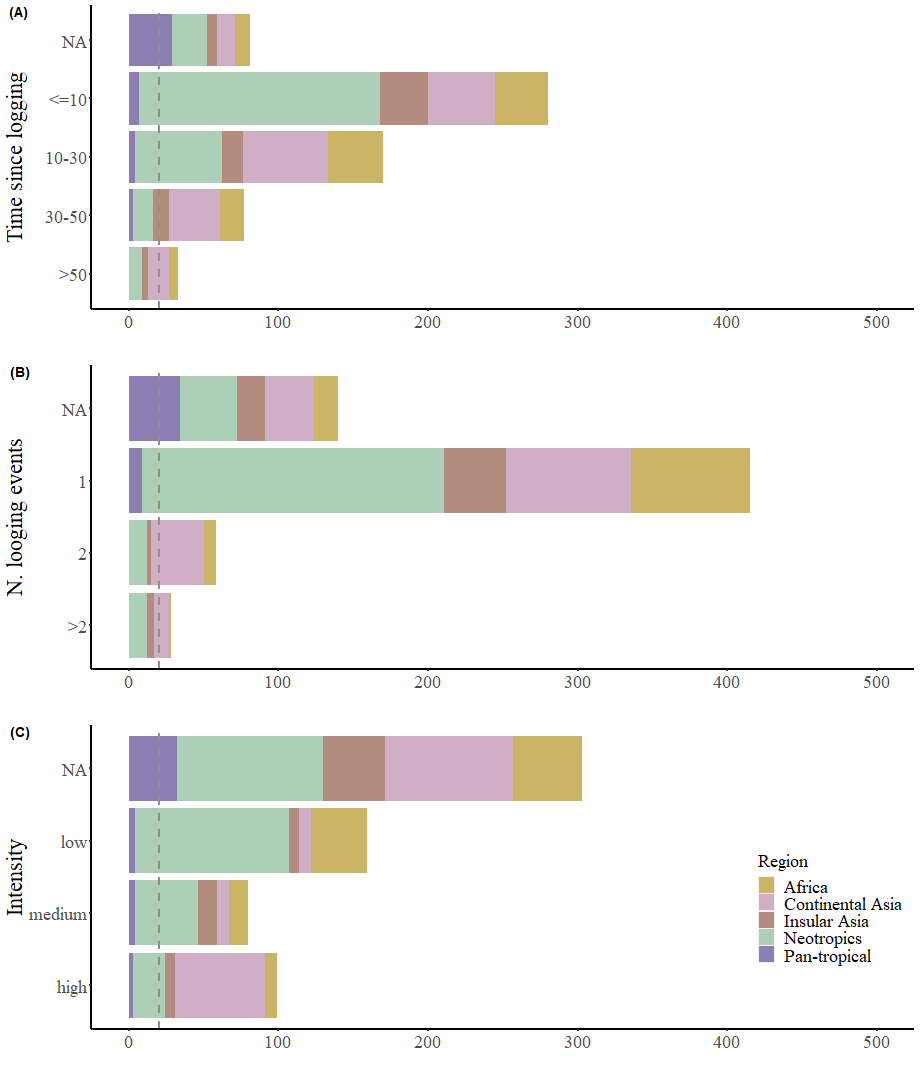 (A)
Time since logging
NA
<=10
10-30
30-50
>50
0 100 200 300 400 500
(B)
N. looging events
NA
1
2
>2
0 100 200 300 400 500
(C)
Intensity
NA
low
medium
high
Region
Africa
Continental Asia
Insular Asia
Neotropics
Pan-tropical
0 100 200 300 400 500